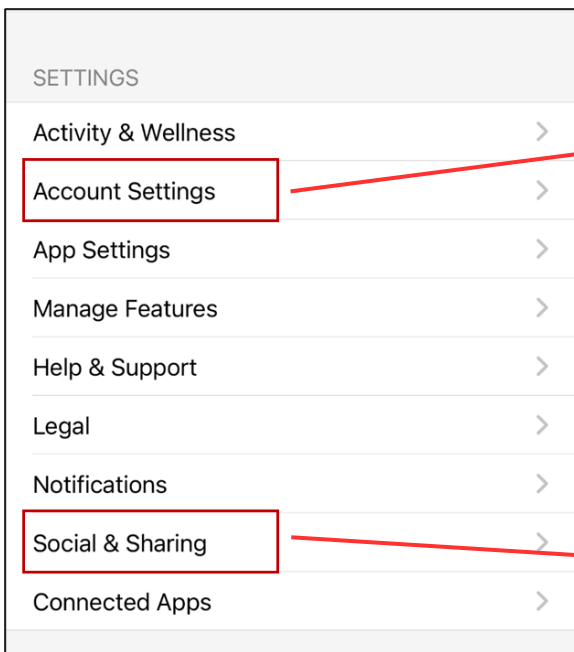 SETTINGS
Activity & Wellness
Account Settings
App Settings
Manage Features
Help & Support
Legal
Notifications
Social & Sharing
Connected Apps